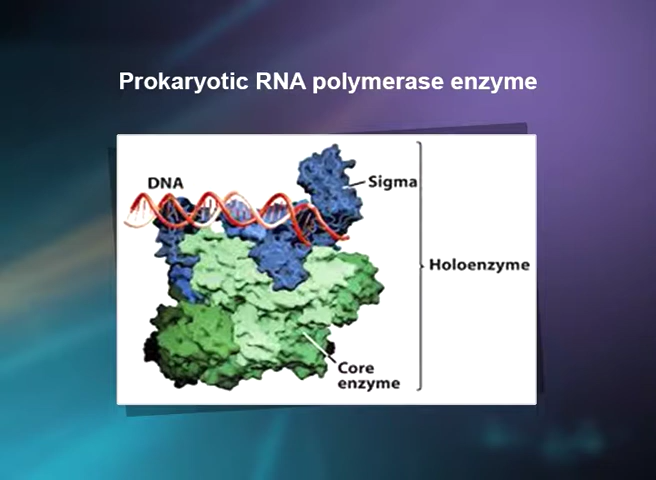 Prokaryotic RNA polymerase enzyme
DNA
Sigma
Holoenzyme
Core
enzyme